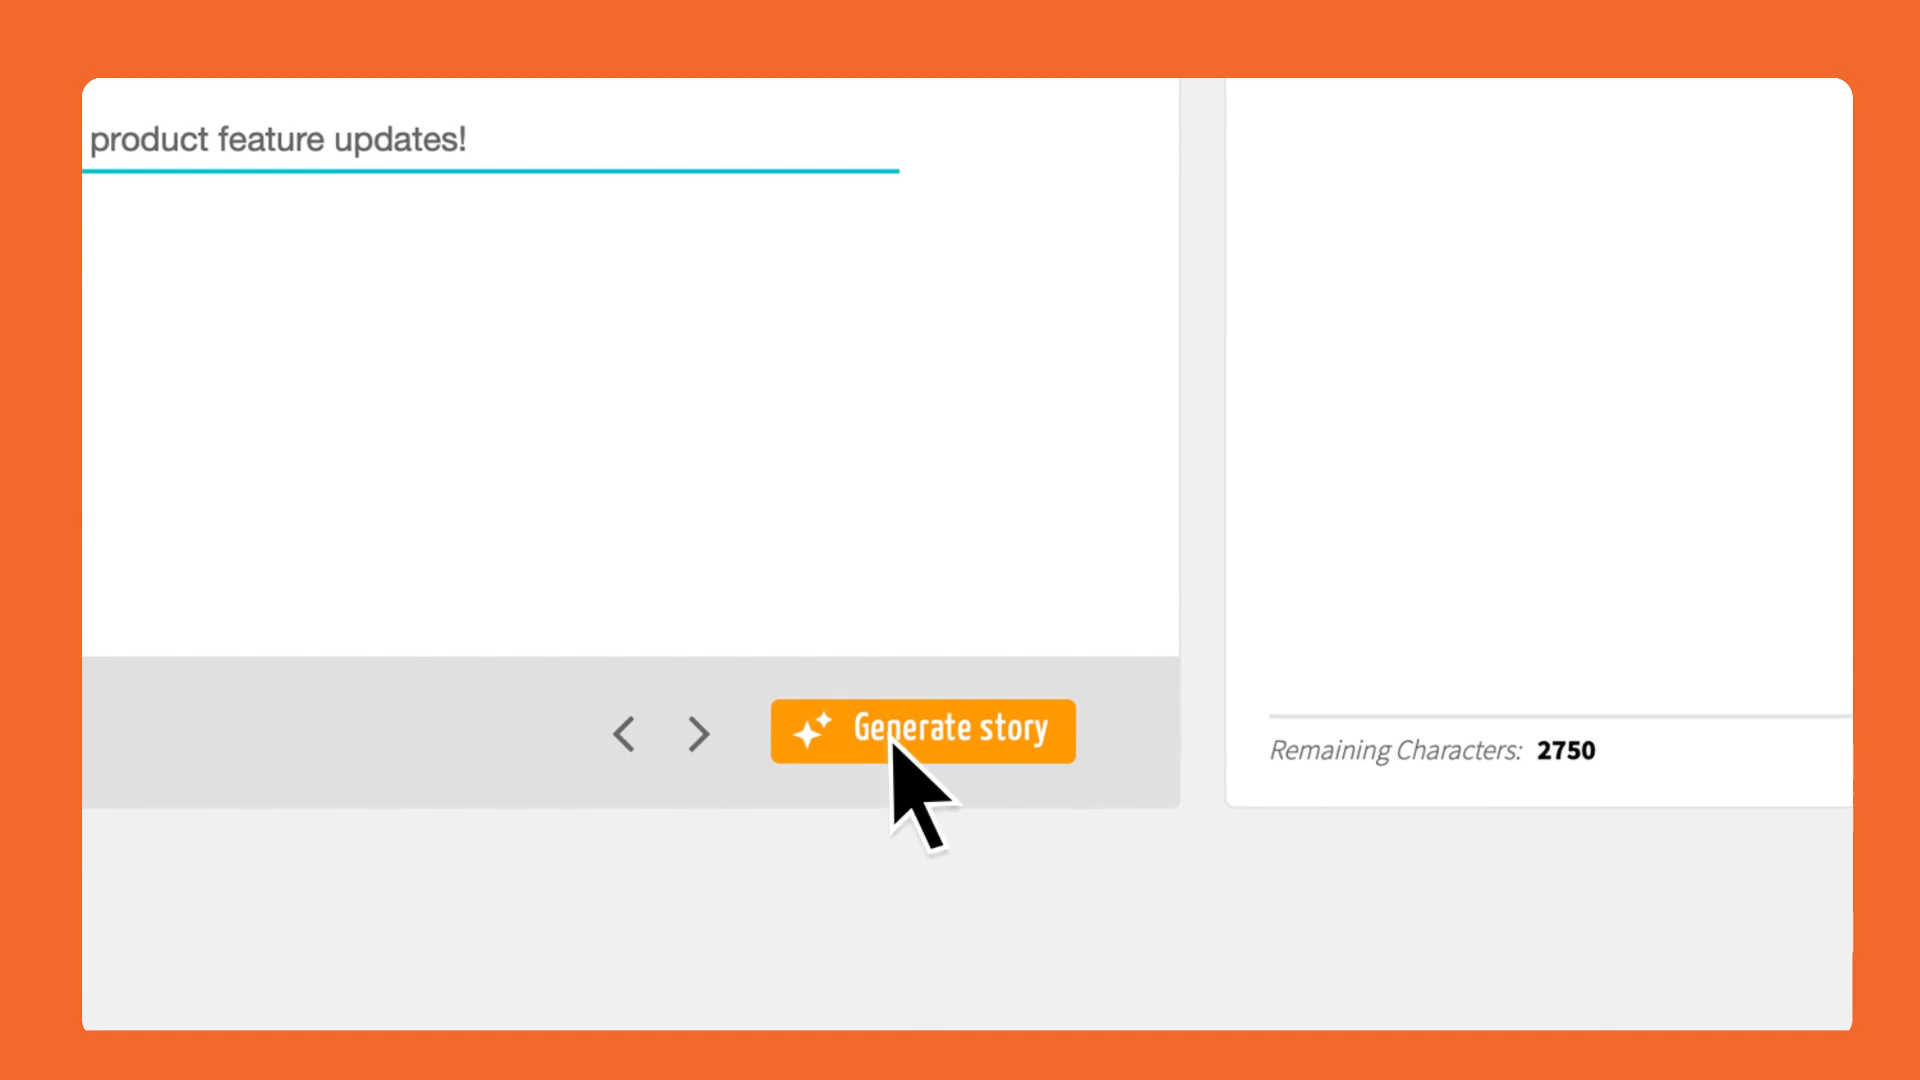 product feature updates!
Generate story
Remaining Characters: 2750